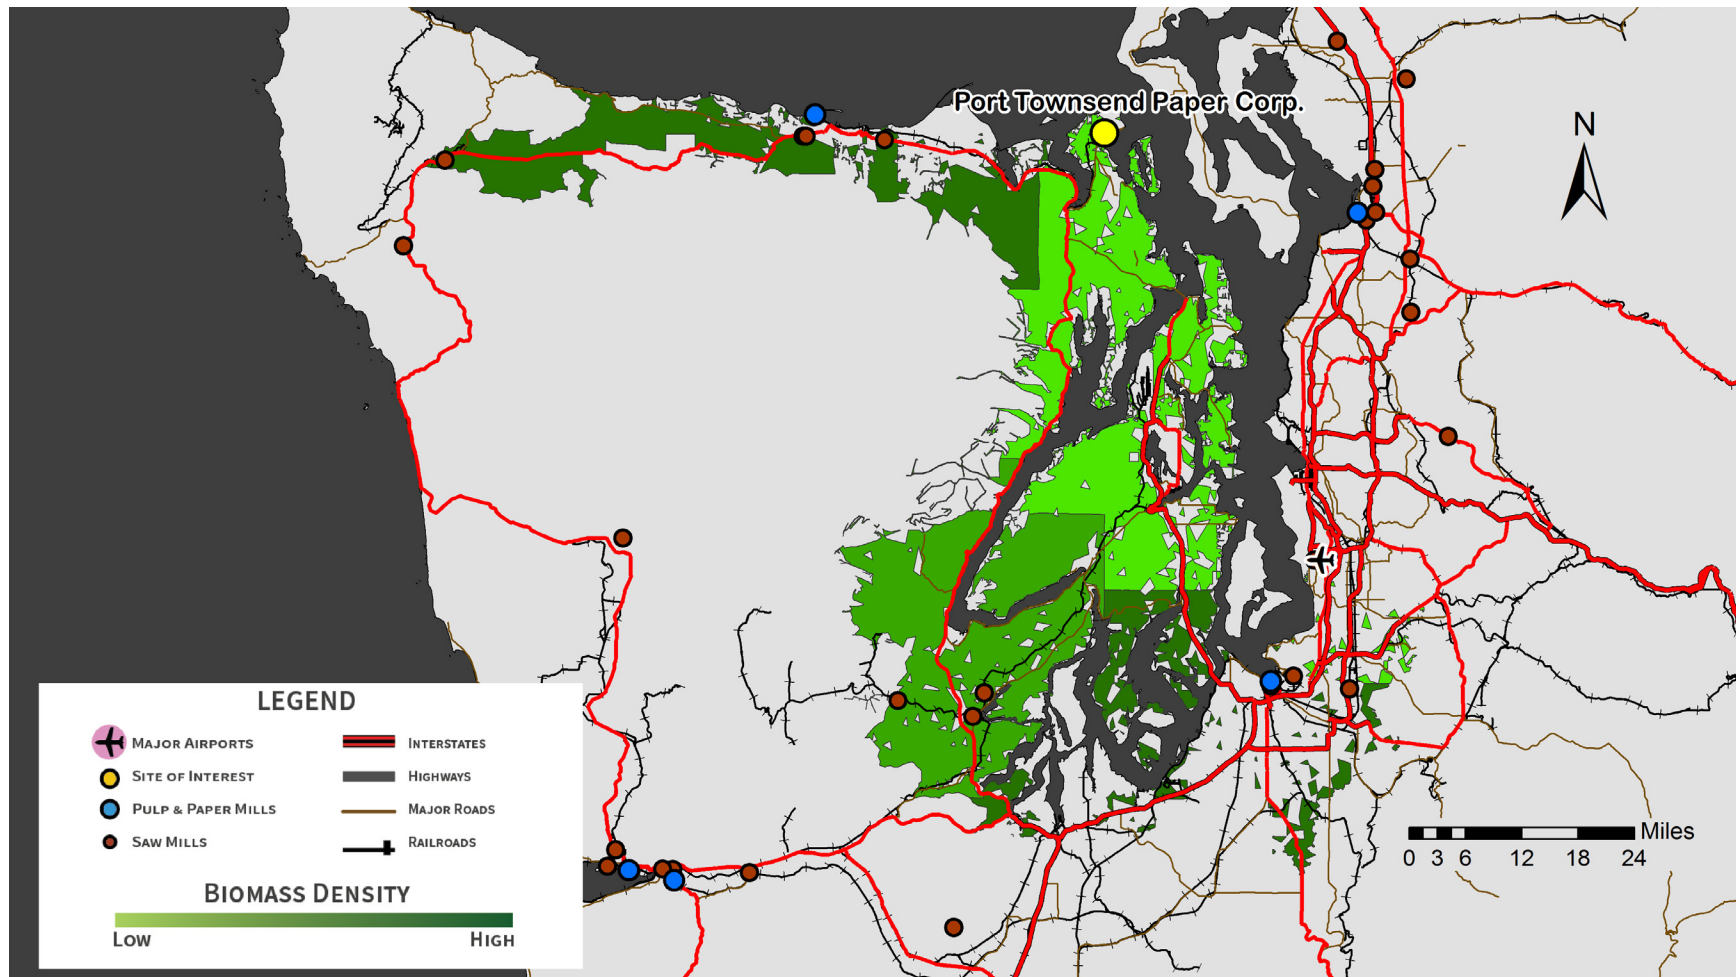 Port Townsend Paper Corp.
N
LEGEND
MAJOR AIRPORTS
INTERSTATES
SITE OF INTEREST
HIGHWAYS
PULP & PAPER MILLS
MAJOR ROADS
SAW MILLS
RAILROADS
BIOMASS DENSITY
LOW
HIGH
Miles
0 3 6 12 18 24